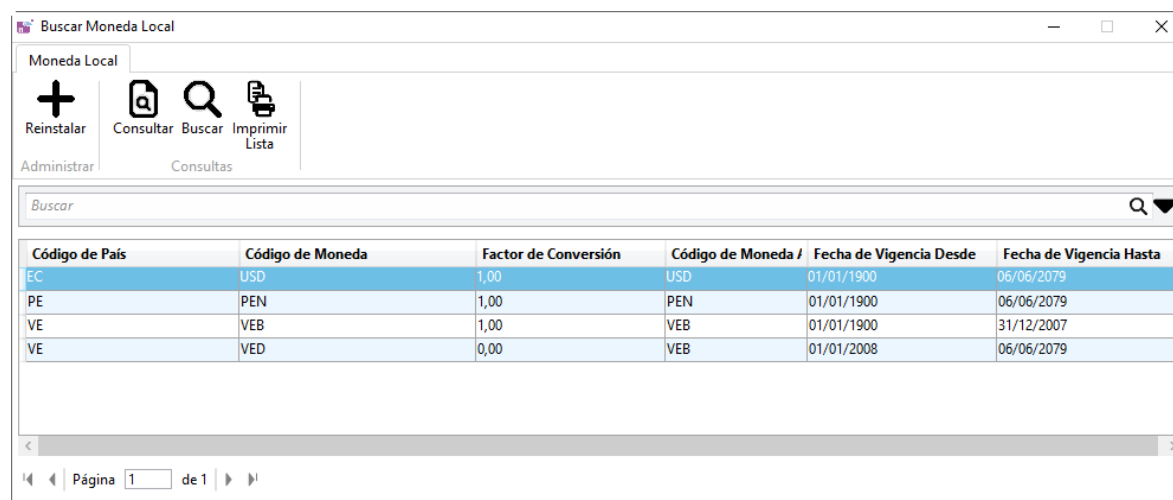 Buscar Moneda Local
Moneda Local
Reinstalar Consultar Buscar Imprimir Lista
Administrar Consultas
Buscar
Código de País Código de Moneda Factor de Conversión Código de Moneda A Fecha de Vigencia Desde Fecha de Vigencia Hasta
EC USD 1,00 USD 01/01/1900 06/06/2079
PE PEN 1,00 PEN 01/01/1900 06/06/2079
VE VEB 1,00 VEB 01/01/1900 31/12/2007
VE VED 0,00 VEB 01/01/2008 06/06/2079
Página 1 de 1